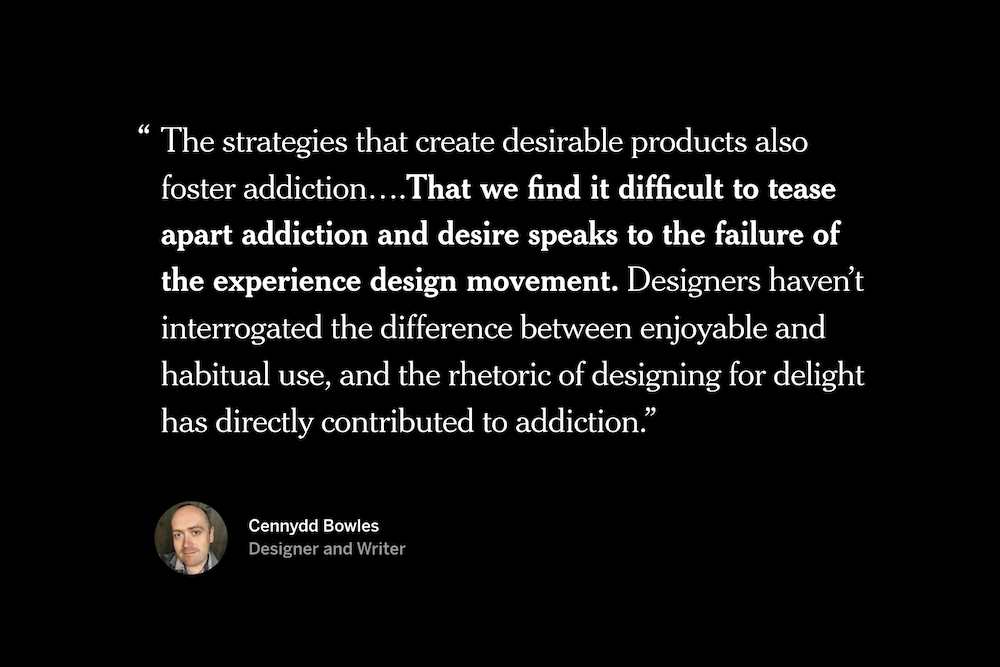 “ The strategies that create desirable products also
foster addiction….That we find it difficult to tease
apart addiction and desire speaks to the failure of
the experience design movement. Designers haven’t
interrogated the difference between enjoyable and
habitual use, and the rhetoric of designing for delight
has directly contributed to addiction.”
Cennydd Bowles
Designer and Writer